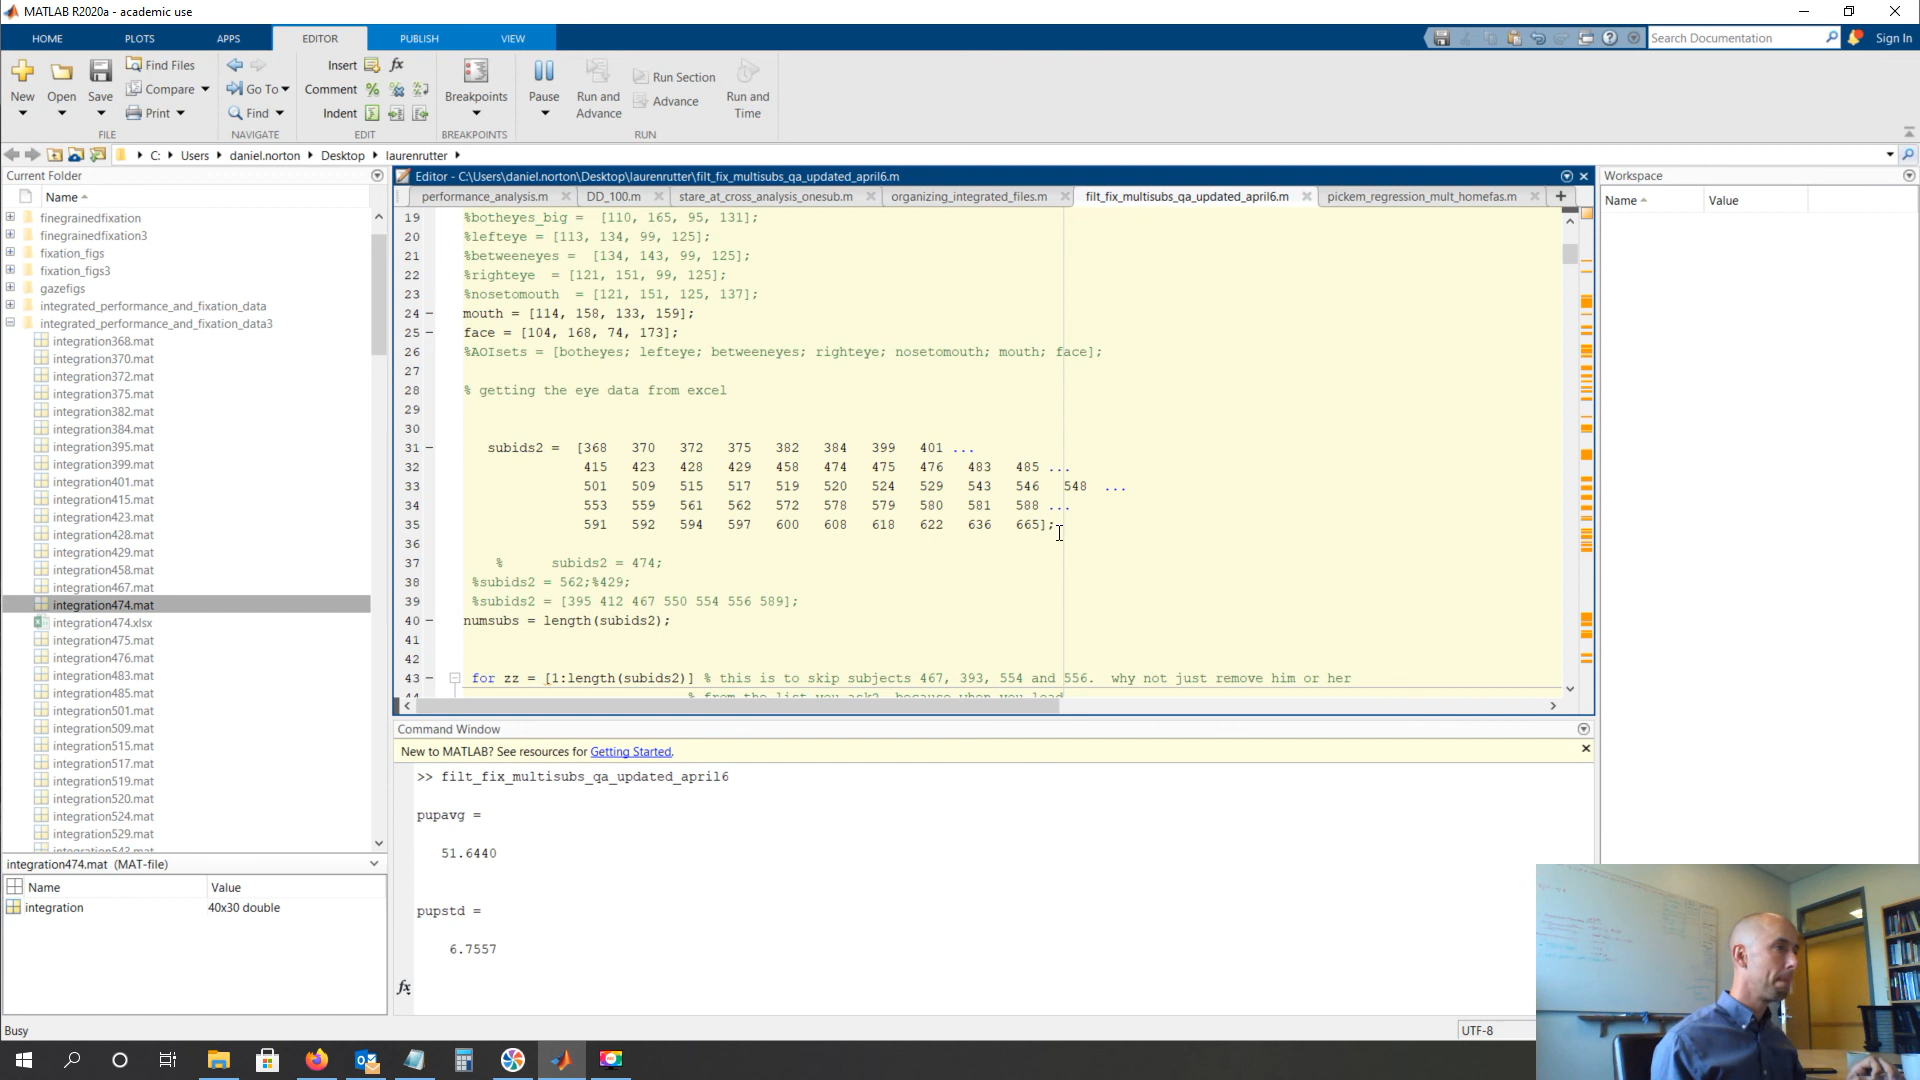 MATLAB R2020a - academic use
HOME PLOTS APPS EDITOR PUBLISH VIEW
Search Documentation
Sign In
New
Open
Save
Find Files
Compare
Print
Go To
Find
Insert
Comment
Indent
Breakpoints
Pause
Run and Advance
Run Section
Advance
Run and Time
FILE NAVIGATE EDIT BREAKPOINTS RUN
C: Users daniel.norton Desktop laurenrutter
Current Folder
Name
finegrainedfixation
finegrainedfixation3
fixation_figs
fixation_figs3
gazefigs
integrated_performance_and_fixation_data
integrated_performance_and_fixation_data3
integration368.mat
integration370.mat
integration372.mat
integration375.mat
integration382.mat
integration384.mat
integration395.mat
integration399.mat
integration401.mat
integration415.mat
integration423.mat
integration428.mat
integration429.mat
integration458.mat
integration467.mat
integration474.mat
integration474.xlsx
integration475.mat
integration476.mat
integration483.mat
integration485.mat
integration501.mat
integration509.mat
integration515.mat
integration517.mat
integration519.mat
integration520.mat
integration524.mat
integration529.mat
integration543.mat
integration474.mat (MAT-file)
Name Value
integration 40x30 double
Busy
Editor - C:\Users\daniel.norton\Desktop\laurenrutter\filt_fix_multisubs_qa_updated_april6.m
performance_analysis.m DD_100.m stare_at_cross_analysis_onesub.m organizing_integrated_files.m filt_fix_multisubs_qa_updated_april6.m pickem_regression_mult_homefas.m
19 %botheyes_big = [110, 165, 95, 131];
20 %lefteye = [113, 134, 99, 125];
21 %betweeneyes = [134, 143, 99, 125];
22 %righteye = [121, 151, 99, 125];
23 %nosetomouth = [121, 151, 125, 137];
24 mouth = [114, 158, 133, 159];
25 face = [104, 168, 74, 173];
26 %AOIsets = [botheyes; lefteye; betweeneyes; righteye; nosetomouth; mouth; face];
27
28 % getting the eye data from excel
29
30
31 subids2 = [368 370 372 375 382 384 399 401 ...
32 415 423 428 429 458 474 475 476 483 485 ...
33 501 509 515 517 519 520 524 529 543 546 548 ...
34 553 559 561 562 572 578 579 580 581 588 ...
35 591 592 594 597 600 608 618 622 636 665];
36
37 % subids2 = 474;
38 %subids2 = 562;%429;
39 %subids2 = [395 412 467 550 554 556 589];
40 numsubs = length(subids2);
41
42
43 for zz = [1:length(subids2)] % this is to skip subjects 467, 393, 554 and 556. why not just remove him or her
44 % from the list you ask? because when you load
Command Window
New to MATLAB? See resources for Getting Started.
>> filt_fix_multisubs_qa_updated_april6
pupavg =
51.6440
pupstd =
6.7557
fx
Workspace
Name Value
UTF-8